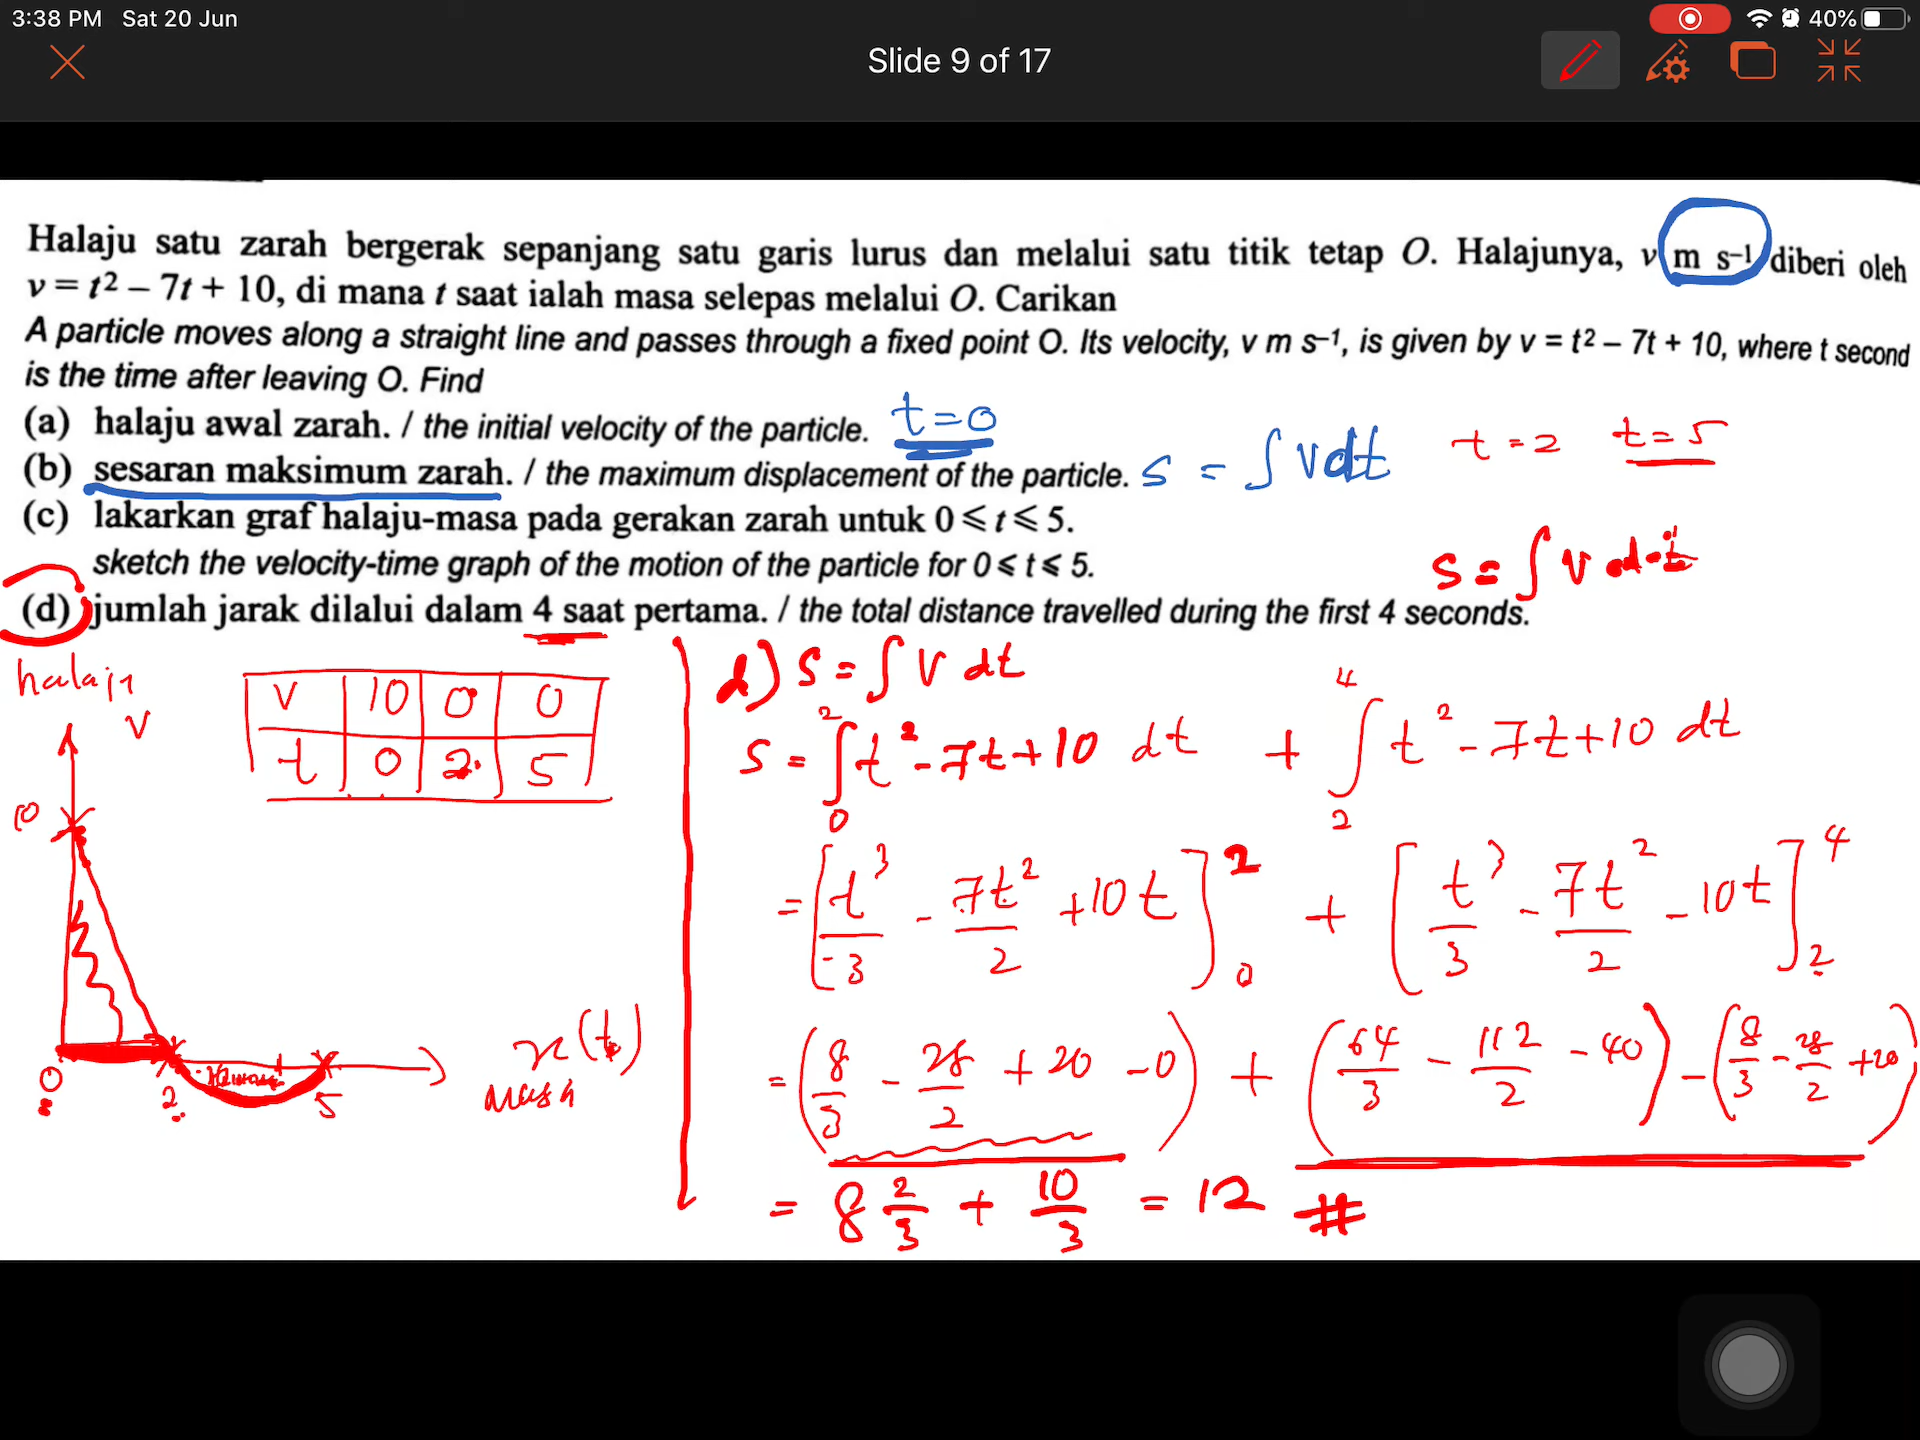 3:38 PM Sat 20 Jun
40%
Slide 9 of 17
Halaju satu zarah bergerak sepanjang satu garis lurus dan melalui satu titik tetap O. Halajunya, v m s⁻¹ diberi oleh
v = t² – 7t + 10, di mana t saat ialah masa selepas melalui O. Carikan
A particle moves along a straight line and passes through a fixed point O. Its velocity, v m s⁻¹, is given by v = t² – 7t + 10, where t second
is the time after leaving O. Find
(a) halaju awal zarah. / the initial velocity of the particle. t = 0
(b) sesaran maksimum zarah. / the maximum displacement of the particle. s = ∫ v dt t = 2 t = 5
(c) lakarkan graf halaju-masa pada gerakan zarah untuk 0 ⩽ t ⩽ 5.
sketch the velocity-time graph of the motion of the particle for 0 ⩽ t ⩽ 5. s = ∫ v dt
(d) jumlah jarak dilalui dalam 4 saat pertama. / the total distance travelled during the first 4 seconds.
halaju
v
v 10 0 0
t 0 2 5
10
0 2 5
x (t)
masa
d) s = ∫ v dt
s = ∫₀² t² - 7t + 10 dt + ∫₂⁴ t² - 7t + 10 dt
= [t³/3 - 7t²/2 + 10t]₀² + [t³/3 - 7t²/2 - 10t]₂⁴
= (8/3 - 28/2 + 20 - 0) + (64/3 - 112/2 - 40) - (8/3 - 28/2 + 20)
= 8 2/3 + 10/3 = 12 #